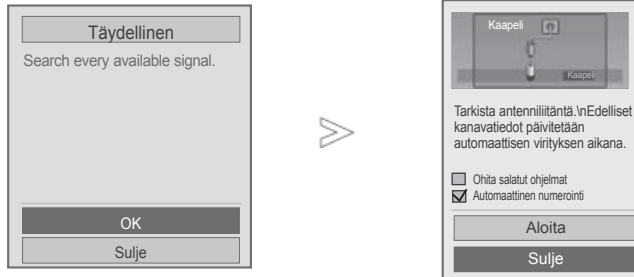 Täydellinen
Search every available signal.
OK
Sulje
Kaapeli
Kaapeli
Tarkista antenniliitäntä.\nEdelliset
kanavatiedot päivitetään
automaattisen virityksen aikana.
Ohita salatut ohjelmat
Automaattinen numerointi
Aloita
Sulje